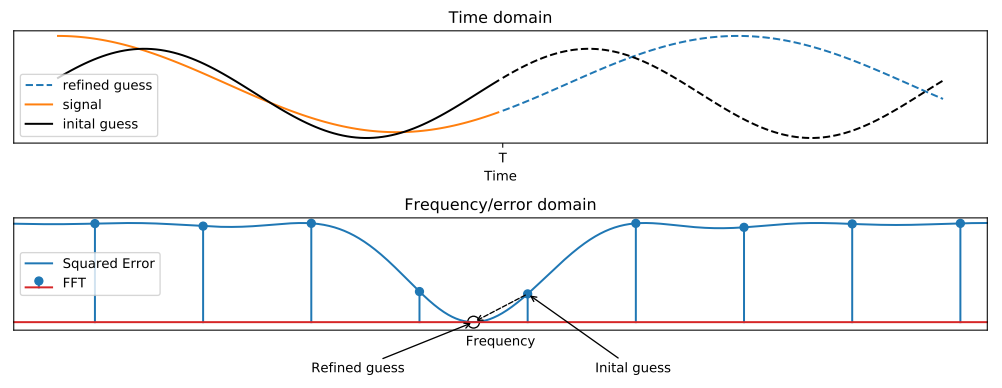 Time domain
refined guess
signal
inital guess
T
Time
Frequency/error domain
Squared Error
FFT
Frequency
Refined guess
Inital guess